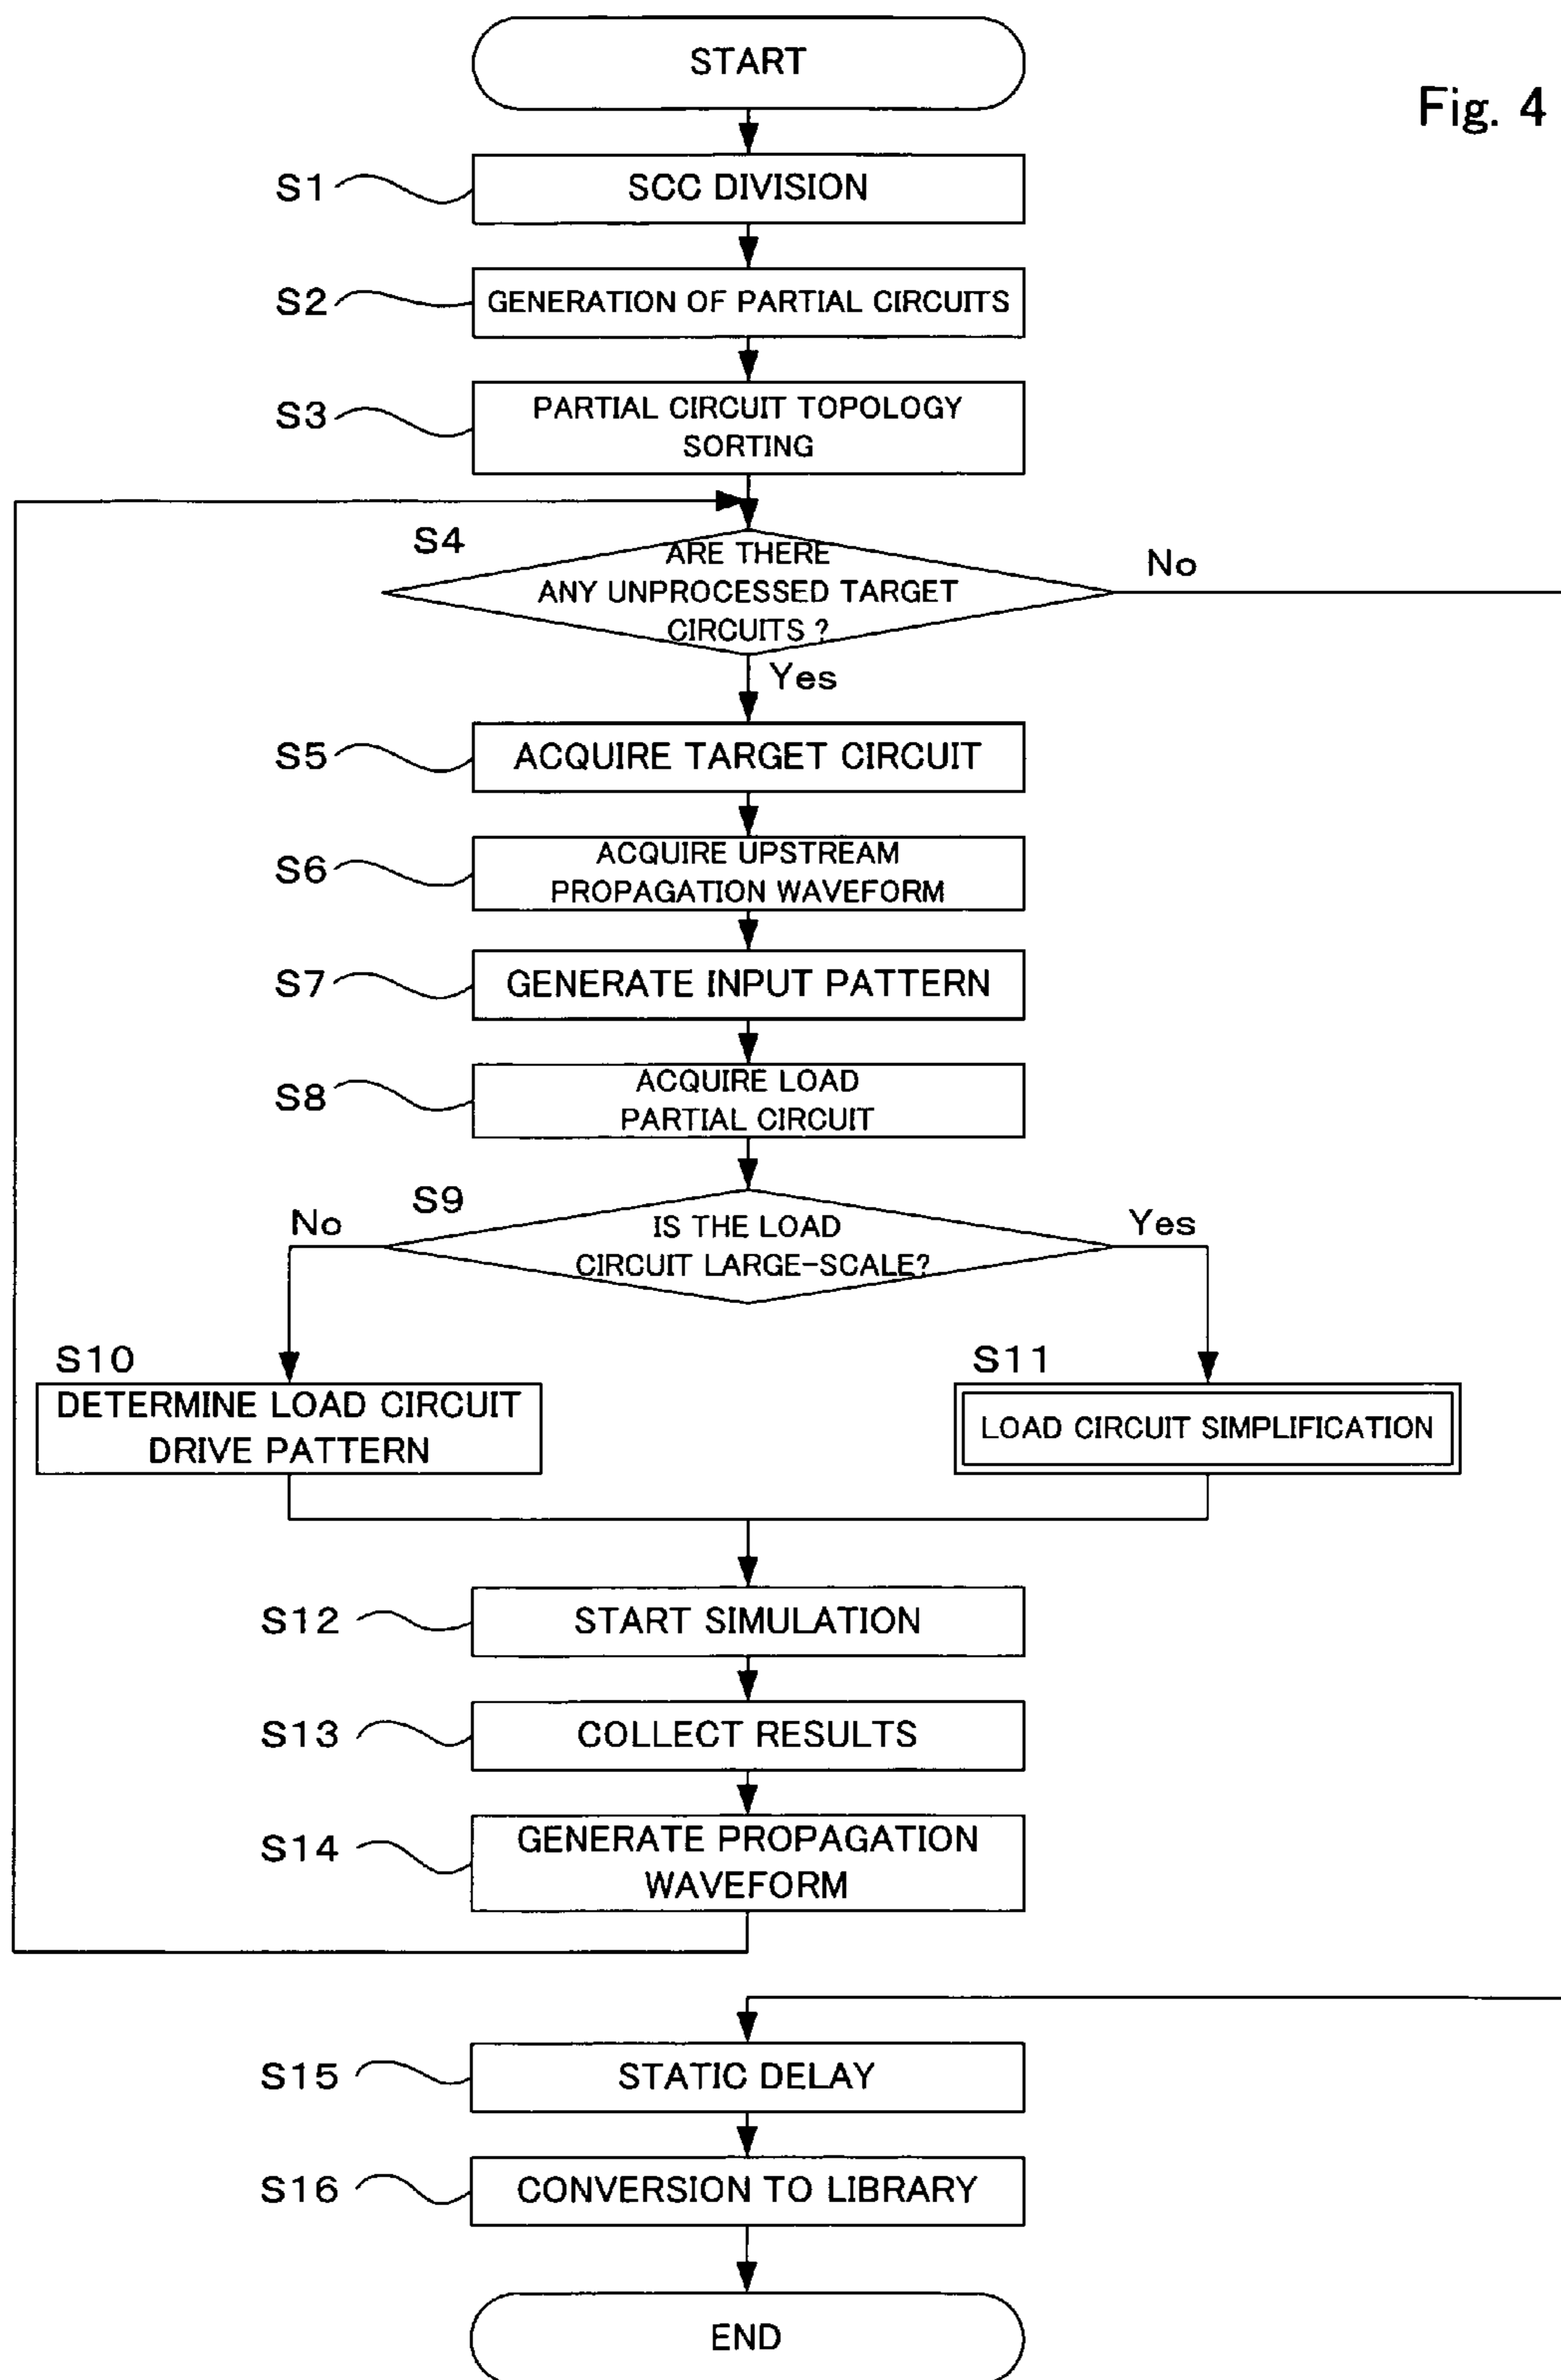 START
Fig. 4
S1
SCC DIVISION
S2
GENERATION OF PARTIAL CIRCUITS
S3
PARTIAL CIRCUIT TOPOLOGY
SORTING
S4
ARE THERE
ANY UNPROCESSED TARGET
CIRCUITS ?
No
Yes
S5
ACQUIRE TARGET CIRCUIT
S6
ACQUIRE UPSTREAM
PROPAGATION WAVEFORM
S7
GENERATE INPUT PATTERN
S8
ACQUIRE LOAD
PARTIAL CIRCUIT
S9
No
IS THE LOAD
CIRCUIT LARGE-SCALE?
Yes
S10
DETERMINE LOAD CIRCUIT
DRIVE PATTERN
S11
LOAD CIRCUIT SIMPLIFICATION
S12
START SIMULATION
S13
COLLECT RESULTS
S14
GENERATE PROPAGATION
WAVEFORM
S15
STATIC DELAY
S16
CONVERSION TO LIBRARY
END